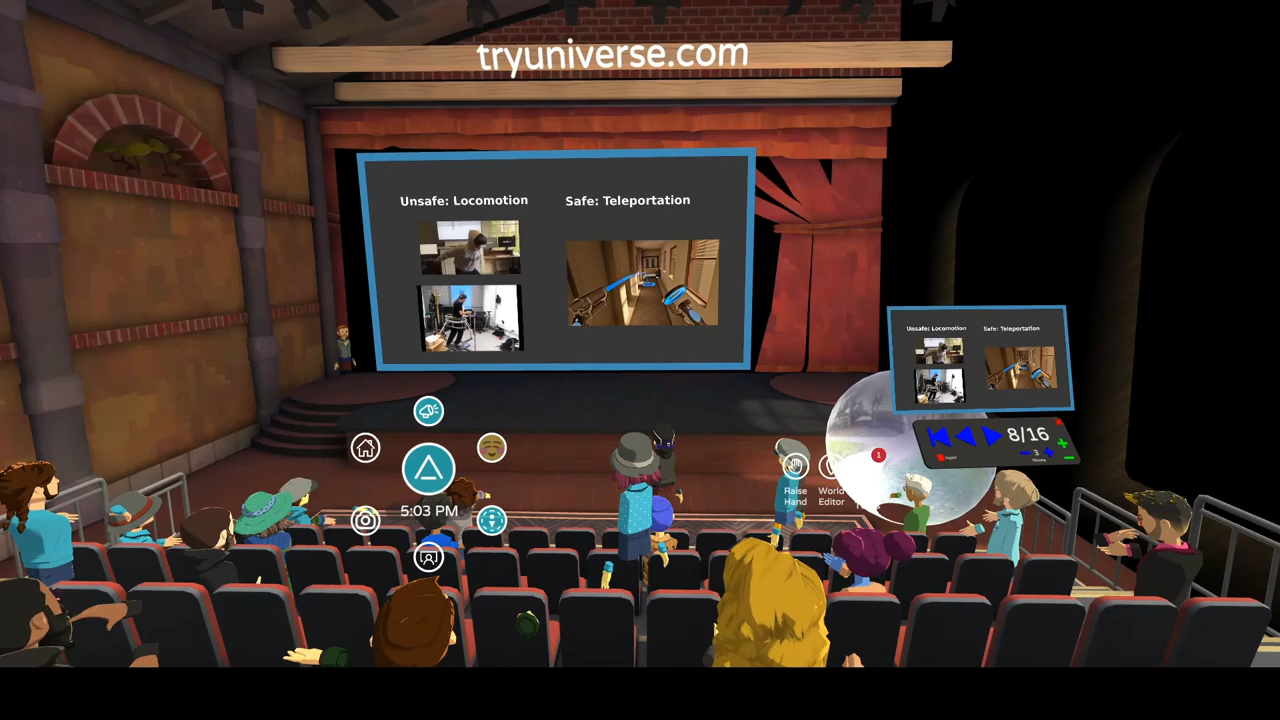 tryuniverse.com
Unsafe: Locomotion
Safe: Teleportation
Unsafe: Locomotion
Safe: Teleportation
8/16
3
5:03 PM
1
Raise
Hand
World
Editor